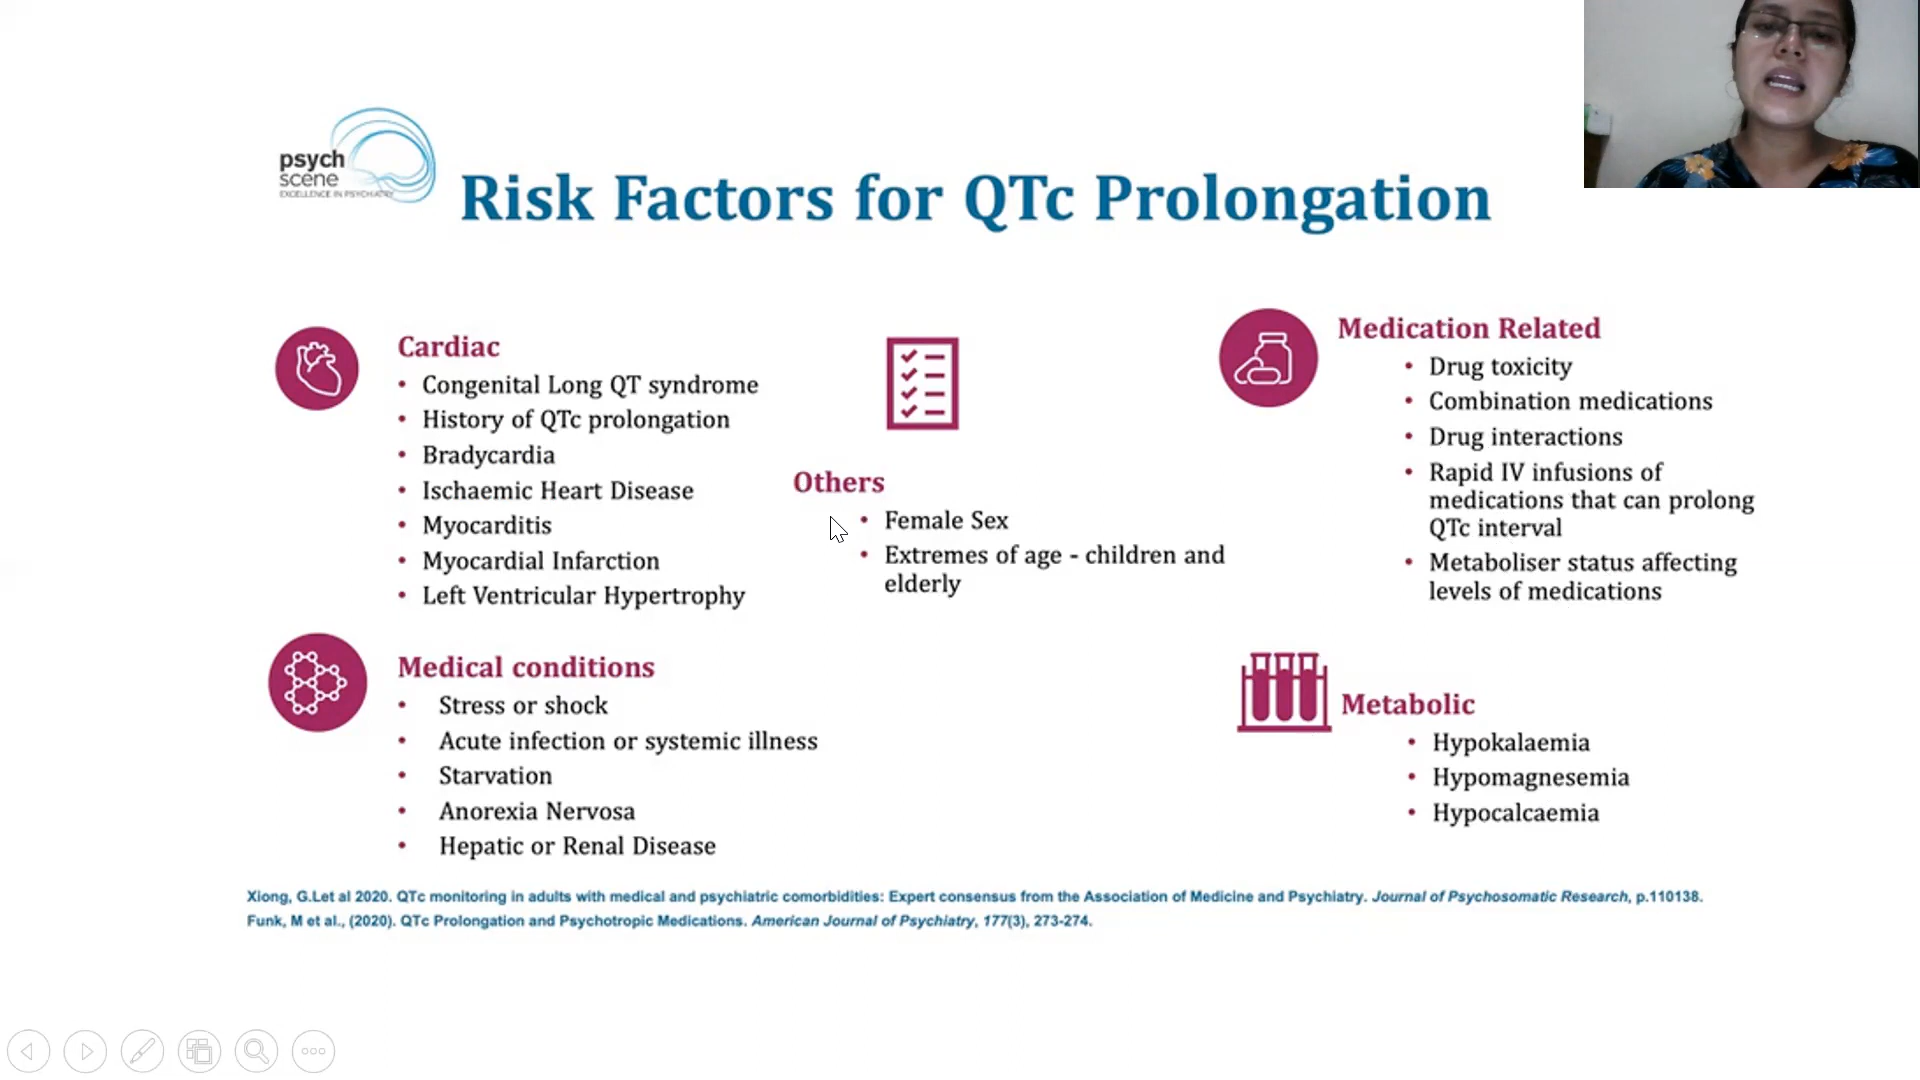 psych
scene
EXCELLENCE IN PSYCHIATRY
Risk Factors for QTc Prolongation
Cardiac
• Congenital Long QT syndrome
• History of QTc prolongation
• Bradycardia
• Ischaemic Heart Disease
• Myocarditis
• Myocardial Infarction
• Left Ventricular Hypertrophy
Medical conditions
• Stress or shock
• Acute infection or systemic illness
• Starvation
• Anorexia Nervosa
• Hepatic or Renal Disease
Others
• Female Sex
• Extremes of age - children and
elderly
Medication Related
• Drug toxicity
• Combination medications
• Drug interactions
• Rapid IV infusions of
medications that can prolong
QTc interval
• Metaboliser status affecting
levels of medications
Metabolic
• Hypokalaemia
• Hypomagnesemia
• Hypocalcaemia
Xiong, G.Let al 2020. QTc monitoring in adults with medical and psychiatric comorbidities: Expert consensus from the Association of Medicine and Psychiatry. Journal of Psychosomatic Research, p.110138.
Funk, M et al., (2020). QTc Prolongation and Psychotropic Medications. American Journal of Psychiatry, 177(3), 273-274.